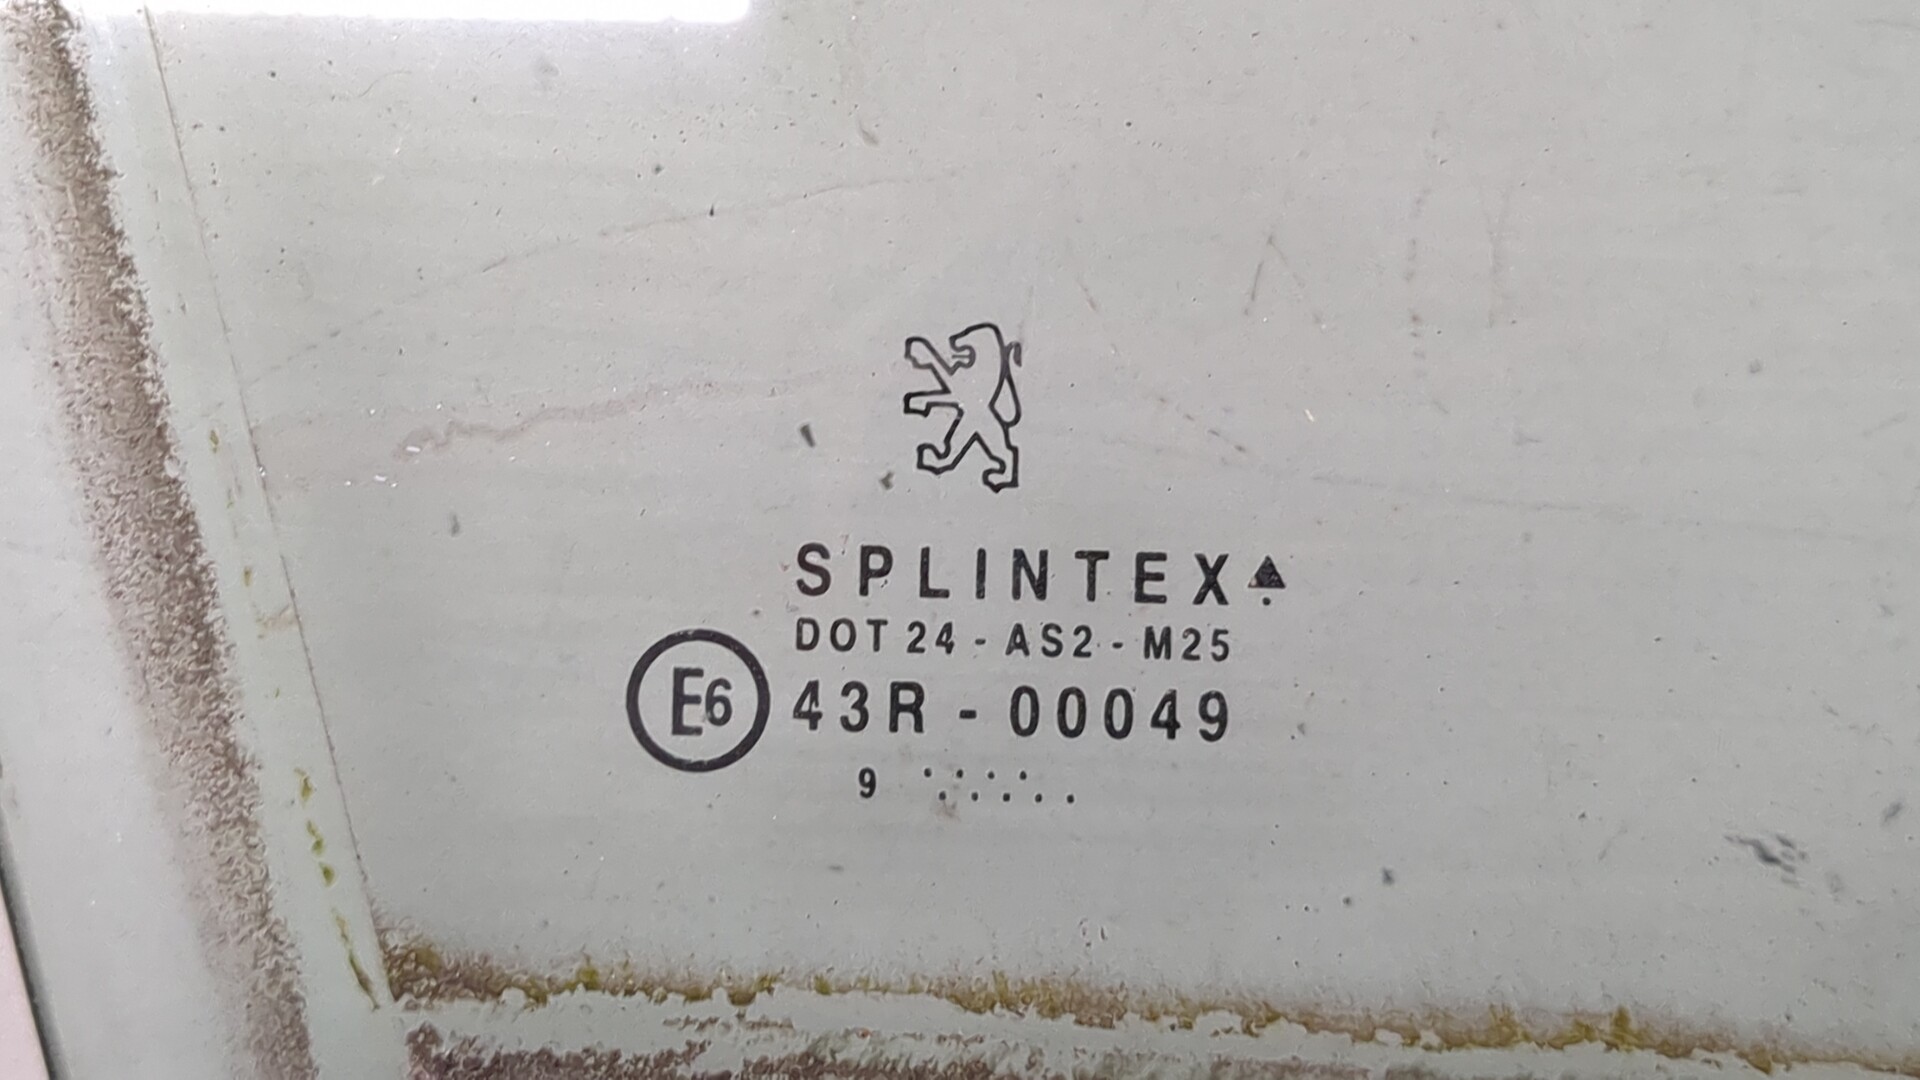 SPLINTEX
DOT 24 - AS2 - M25
E6 43R - 00049
9